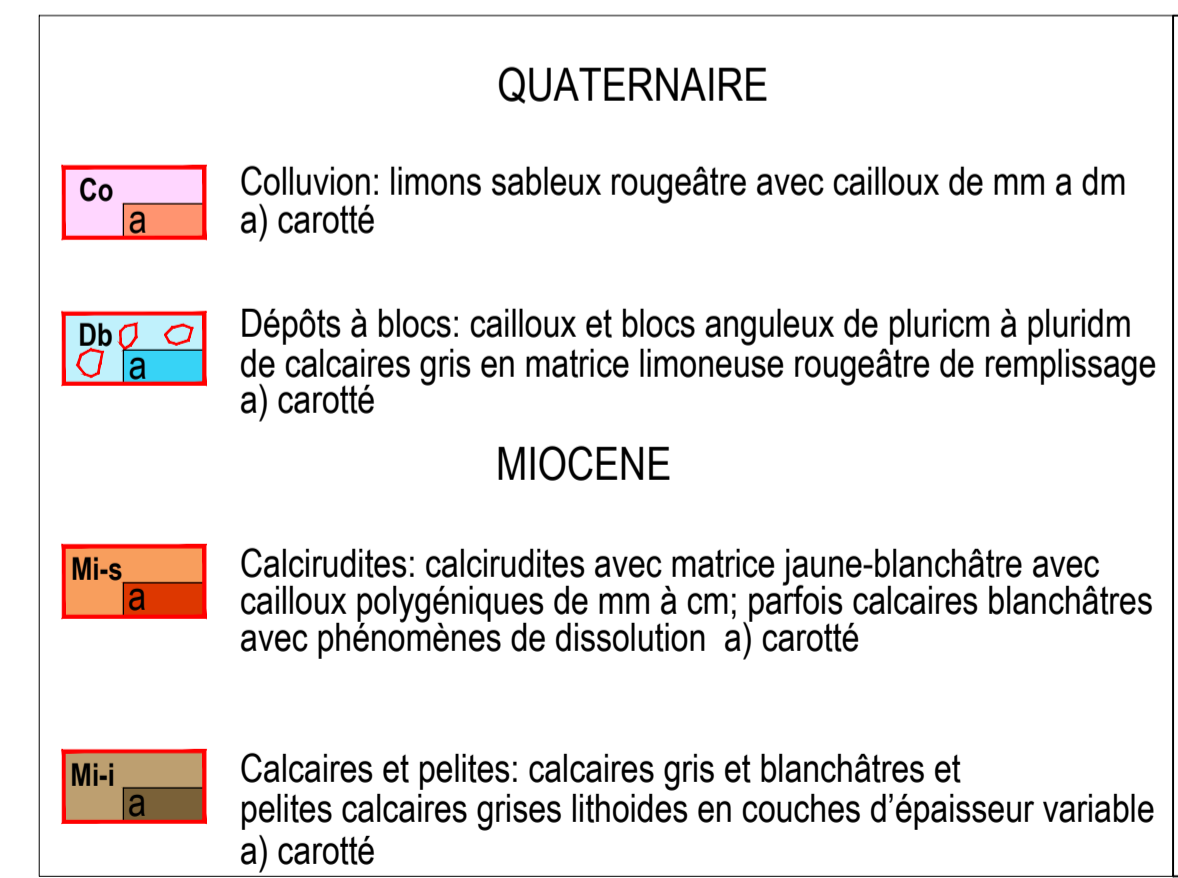 QUATERNAIRE
Co
a
Colluvion: limons sableux rougeâtre avec cailloux de mm a dm
a) carotté
Db
a
Dépôts à blocs: cailloux et blocs anguleux de pluricm à pluridm
de calcaires gris en matrice limoneuse rougeâtre de remplissage
a) carotté
MIOCENE
Mi-s
a
Calcirudites: calcirudites avec matrice jaune-blanchâtre avec
cailloux polygéniques de mm à cm; parfois calcaires blanchâtres
avec phénomènes de dissolution a) carotté
Mi-i
a
Calcaires et pelites: calcaires gris et blanchâtres et
pelites calcaires grises lithoides en couches d'épaisseur variable
a) carotté